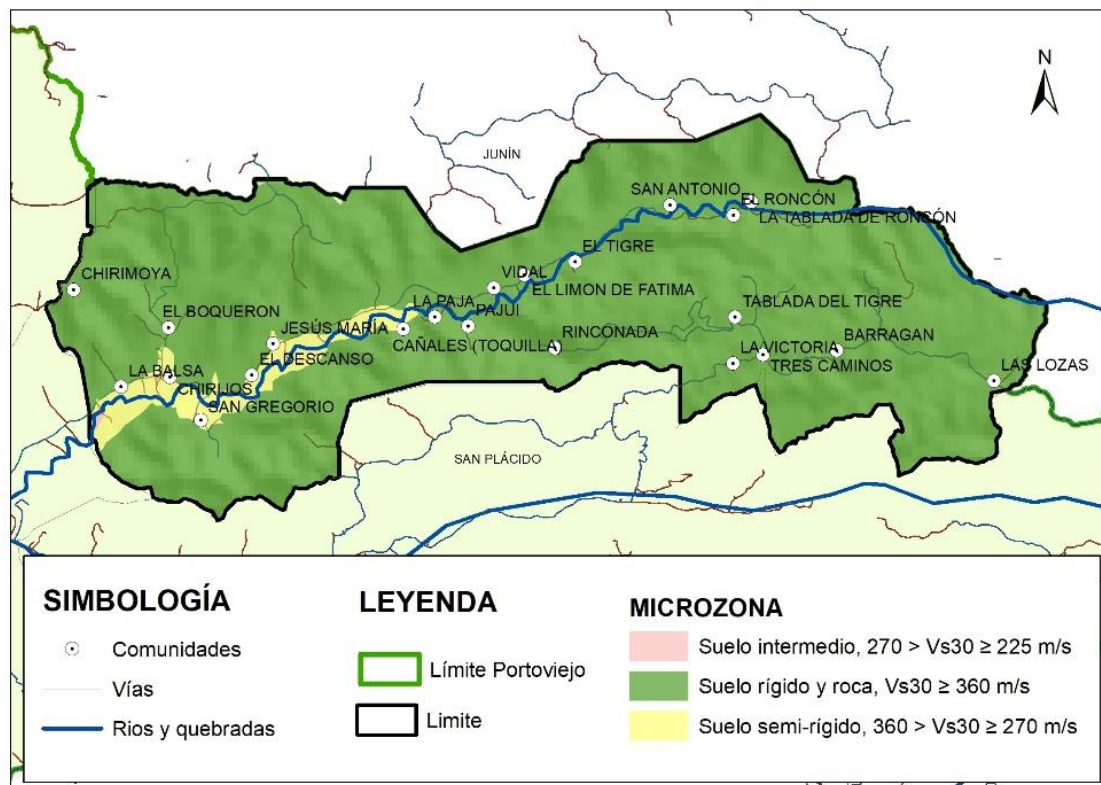 N
JUNÍN
SAN ANTONIO
EL RONCÓN
LA TABLADA DE RONCÓN
EL TIGRE
CHIRIMOYA
VIDAL
EL LIMON DE FATIMA
EL BOQUERON
LA PAJA
PAJUI
TABLADA DEL TIGRE
JESÚS MARÍA
CAÑALES (TOQUILLA
RINCONADA
BARRAGAN
LA VICTORIA
EL DESCANSO
TRES CAMINOS
LAS LOZAS
LA BALSA
CHIRIJOS
SAN GREGORIO
SAN PLÁCIDO
SIMBOLOGÍA
Comunidades
Vías
Rios y quebradas
LEYENDA
Límite Portoviejo
Limite
MICROZONA
Suelo intermedio, 270 > Vs30 ≥ 225 m/s
Suelo rígido y roca, Vs30 ≥ 360 m/s
Suelo semi-rígido, 360 > Vs30 ≥ 270 m/s